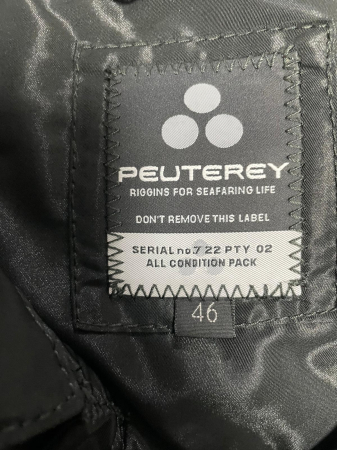 PEUTEREY
RIGGINS FOR SEAFARING LIFE
DON'T REMOVE THIS LABEL
SERIAL no.7 22 PTY 02
ALL CONDITION PACK
46